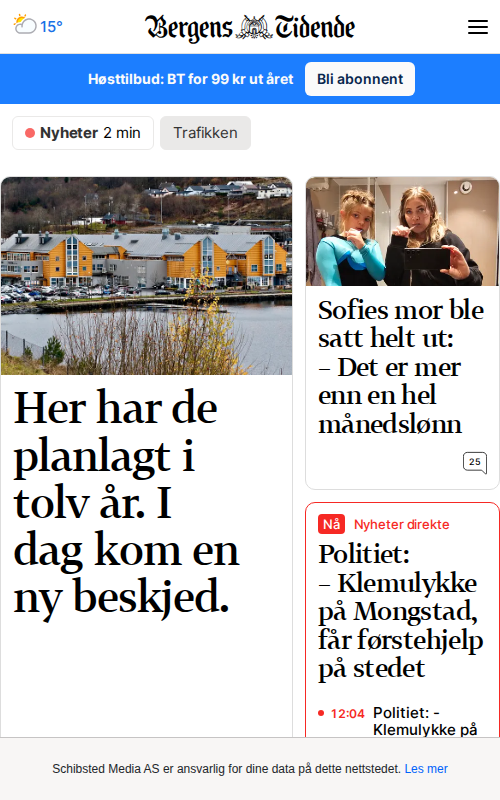 15°
Bergens Tidende
Høsttilbud: BT for 99 kr ut året
Bli abonnent
Nyheter 2 min
Trafikken
Her har de
planlagt i
tolv år. I
dag kom en
ny beskjed.
Sofies mor ble
satt helt ut:
– Det er mer
enn en hel
månedslønn
25
Nå Nyheter direkte
Politiet:
– Klemulykke
på Mongstad,
får førstehjelp
på stedet
12:04 Politiet: -
Klemulykke på
Schibsted Media AS er ansvarlig for dine data på dette nettstedet. Les mer